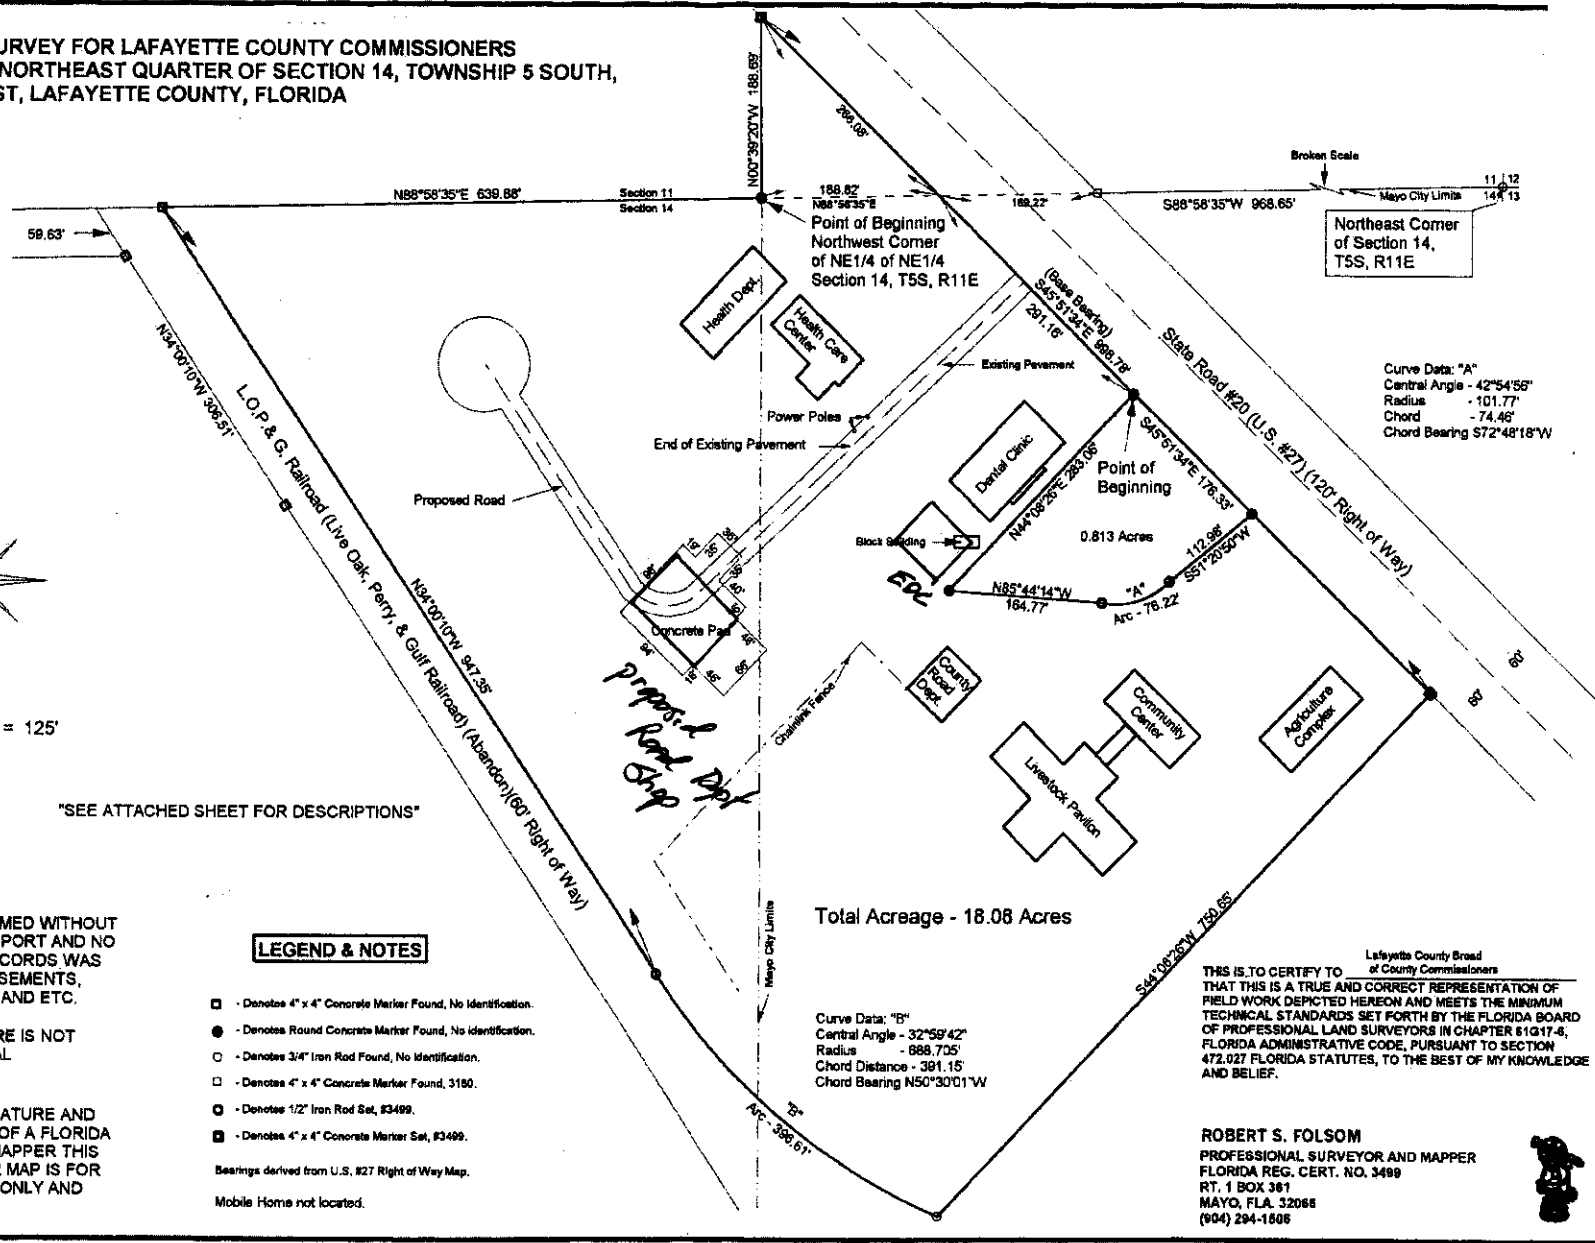 URVEY FOR LAFAYETTE COUNTY COMMISSIONERS
NORTHEAST QUARTER OF SECTION 14, TOWNSHIP 5 SOUTH,
ST, LAFAYETTE COUNTY, FLORIDA
N00°39'20"W 188.69'
266.08'
59.63'
N88°58'35"E 639.88'
Section 11
Section 14
188.82'
N88°58'35"E
169.22'
Broken Scale
S88°58'35"W 968.65'
Mayo City Limits
11 12
14 13
Northeast Corner
of Section 14,
T5S, R11E
Point of Beginning
Northwest Corner
of NE1/4 of NE1/4
Section 14, T5S, R11E
Health Dept.
Health Care
Center
(Base Bearing)
S45°51'34"E 998.78'
291.16'
Existing Pavement
State Road #20 (U.S. #27) (120' Right of Way)
Curve Data: "A"
Central Angle - 42°54'56"
Radius - 101.77'
Chord - 74.46'
Chord Bearing S72°48'18"W
N34°00'10"W 306.51'
L.O.P.& G. Railroad (Live Oak, Perry, & Gulf Railroad) (Abandon)(60' Right of Way)
N34°00'10"W 947.35'
Power Poles
End of Existing Pavement
Proposed Road
Dental Clinic
N44°08'26"E 283.06'
Point of
Beginning
S45°51'34"E 176.33'
Block Building
EDC
0.813 Acres
112.98'
S51°20'50"W
N85°44'14"W
164.77'
"A"
Arc - 76.22'
19'
35'
36'
40'
46'
66'
94'
Concrete Pad
proposed
Road Dept
Shop
Chainlink Fence
County
Road
Dept.
Community
Center
Livestock Pavilion
Agriculture
Complex
60'
60'
= 125'
"SEE ATTACHED SHEET FOR DESCRIPTIONS"
Total Acreage - 18.08 Acres
Mayo City Limits
S44°08'26"W 750.65'
"B"
Arc - 396.61'
Curve Data: "B"
Central Angle - 32°59'42"
Radius - 688.705'
Chord Distance - 391.15'
Chord Bearing N50°30'01"W
MED WITHOUT
PORT AND NO
CORDS WAS
SEMENTS,
AND ETC.
RE IS NOT
AL
ATURE AND
OF A FLORIDA
MAPPER THIS
MAP IS FOR
ONLY AND
LEGEND & NOTES
- Denotes 4" x 4" Concrete Marker Found, No Identification.
- Denotes Round Concrete Marker Found, No Identification.
- Denotes 3/4" Iron Rod Found, No Identification.
- Denotes 4" x 4" Concrete Marker Found, 3180.
- Denotes 1/2" Iron Rod Set, #3499.
- Denotes 4" x 4" Concrete Marker Set, #3499.
Bearings derived from U.S. #27 Right of Way Map.
Mobile Home not located.
Lafayette County Broad
THIS IS TO CERTIFY TO of County Commissioners
THAT THIS IS A TRUE AND CORRECT REPRESENTATION OF
FIELD WORK DEPICTED HEREON AND MEETS THE MINIMUM
TECHNICAL STANDARDS SET FORTH BY THE FLORIDA BOARD
OF PROFESSIONAL LAND SURVEYORS IN CHAPTER 61G17-6,
FLORIDA ADMINISTRATIVE CODE, PURSUANT TO SECTION
472.027 FLORIDA STATUTES, TO THE BEST OF MY KNOWLEDGE
AND BELIEF.
ROBERT S. FOLSOM
PROFESSIONAL SURVEYOR AND MAPPER
FLORIDA REG. CERT. NO. 3499
RT. 1 BOX 361
MAYO, FLA. 32066
(904) 294-1506